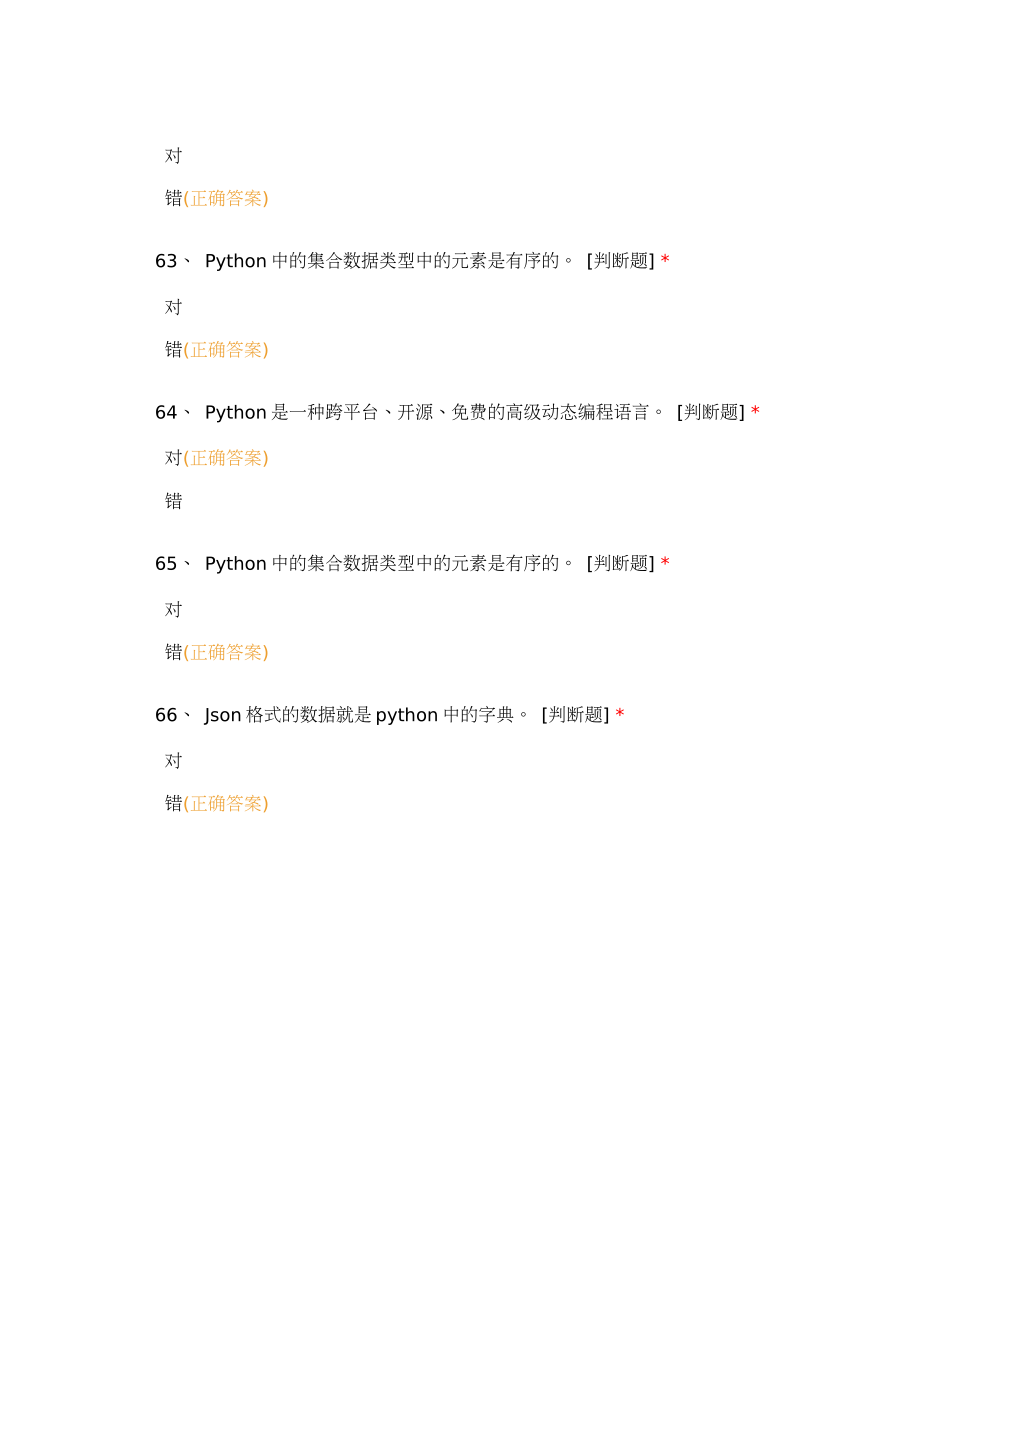 对
错(正确答案)
63、 Python 中的集合数据类型中的元素是有序的。 [判断题] *
对
错(正确答案)
64、 Python 是一种跨平台、开源、免费的高级动态编程语言。 [判断题] *
对(正确答案)
错
65、 Python 中的集合数据类型中的元素是有序的。 [判断题] *
对
错(正确答案)
66、 Json 格式的数据就是 python 中的字典。 [判断题] *
对
错(正确答案)